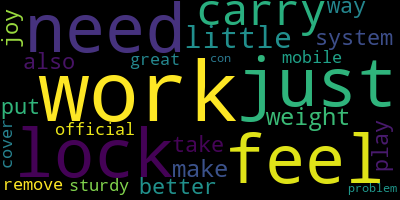 joy need carry way
little system
also great con mobile
work just
put weight
official
cover lock take play
make feel
remove sturdy better problem